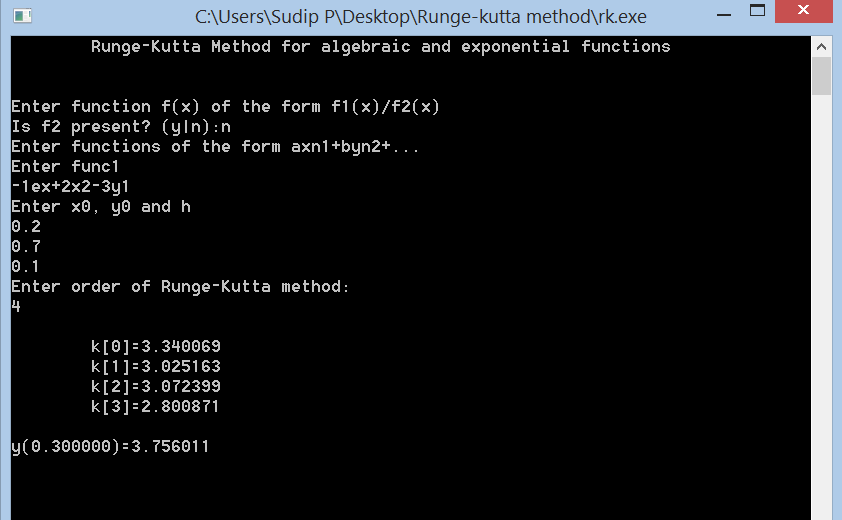 C:\Users\Sudip P\Desktop\Runge-kutta method\rk.exe
Runge-Kutta Method for algebraic and exponential functions
Enter function f(x) of the form f1(x)/f2(x)
Is f2 present? (y|n):n
Enter functions of the form axn1+byn2+...
Enter func1
-1ex+2x2-3y1
Enter x0, y0 and h
0.2
0.7
0.1
Enter order of Runge-Kutta method:
4
k[0]=3.340069
k[1]=3.025163
k[2]=3.072399
k[3]=2.800871
y(0.300000)=3.756011